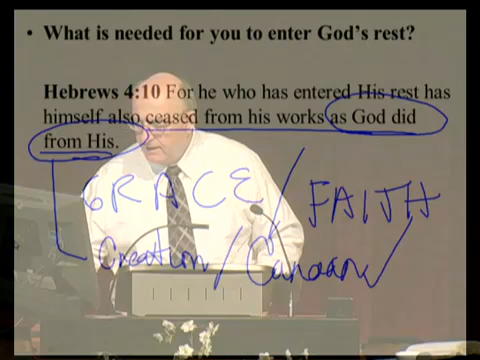 • What is needed for you to enter God's rest?
Hebrews 4:10 For he who has entered His rest has
himself also ceased from his works as God did
from His.
GRACE / FAITH
Creation / Canaan